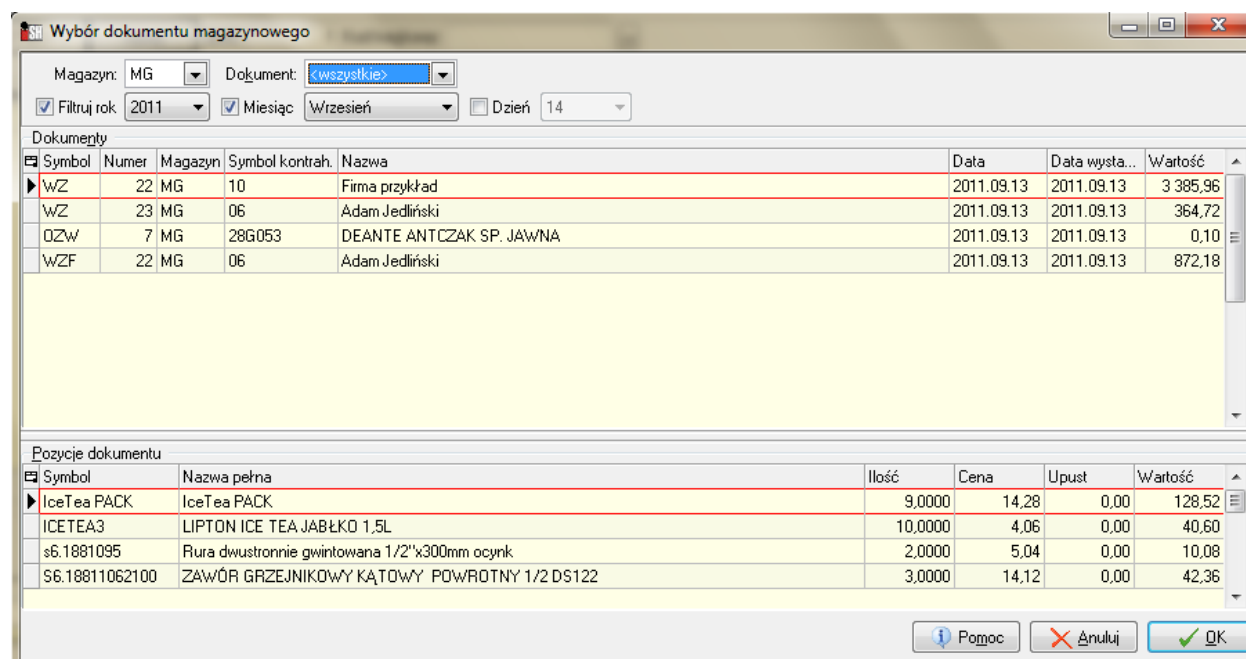 Wybór dokumentu magazynowego
Magazyn: MG Dokument: <wszystkie>
Filtruj rok 2011 Miesiąc Wrzesień Dzień 14
Dokumenty
Symbol Numer Magazyn Symbol kontrah. Nazwa Data Data wysta... Wartość
WZ 22 MG 10 Firma przykład 2011.09.13 2011.09.13 3 385,96
WZ 23 MG 06 Adam Jedliński 2011.09.13 2011.09.13 364,72
OZW 7 MG 28G053 DEANTE ANTCZAK SP. JAWNA 2011.09.13 2011.09.13 0,10
WZF 22 MG 06 Adam Jedliński 2011.09.13 2011.09.13 872,18
Pozycje dokumentu
Symbol Nazwa pełna Ilość Cena Upust Wartość
IceTea PACK IceTea PACK 9,0000 14,28 0,00 128,52
ICETEA3 LIPTON ICE TEA JABŁKO 1,5L 10,0000 4,06 0,00 40,60
s6.1881095 Rura dwustronnie gwintowana 1/2"x300mm ocynk 2,0000 5,04 0,00 10,08
S6.18811062100 ZAWÓR GRZEJNIKOWY KĄTOWY POWROTNY 1/2 DS122 3,0000 14,12 0,00 42,36
Pomoc Anuluj OK